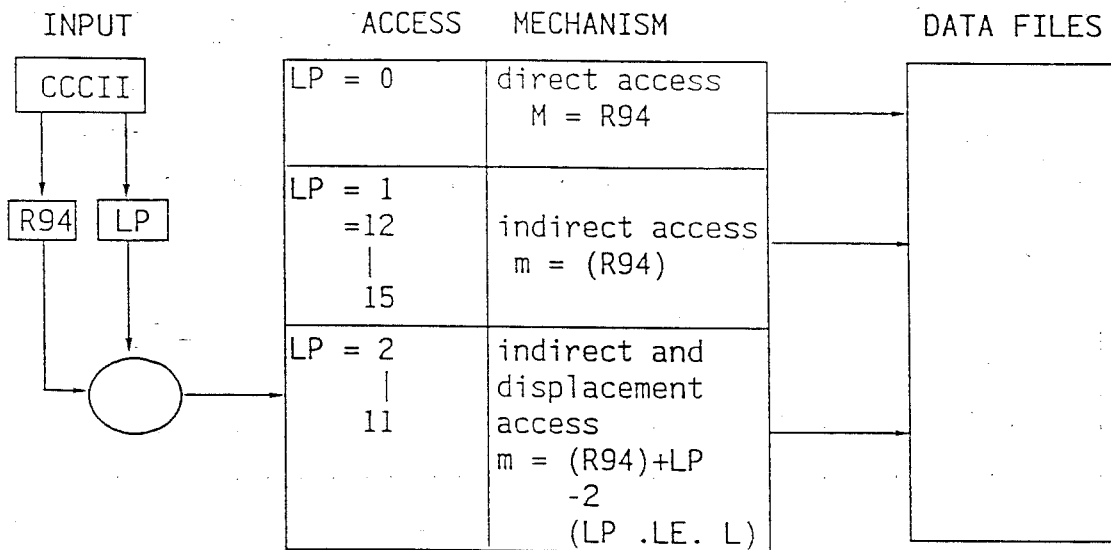 INPUT
ACCESS MECHANISM
DATA FILES
CCCII
R94
LP
LP = 0
direct access
M = R94
LP = 1
=12
|
15
indirect access
m = (R94)
LP = 2
|
11
indirect and
displacement
access
m = (R94)+LP
-2
(LP .LE. L)